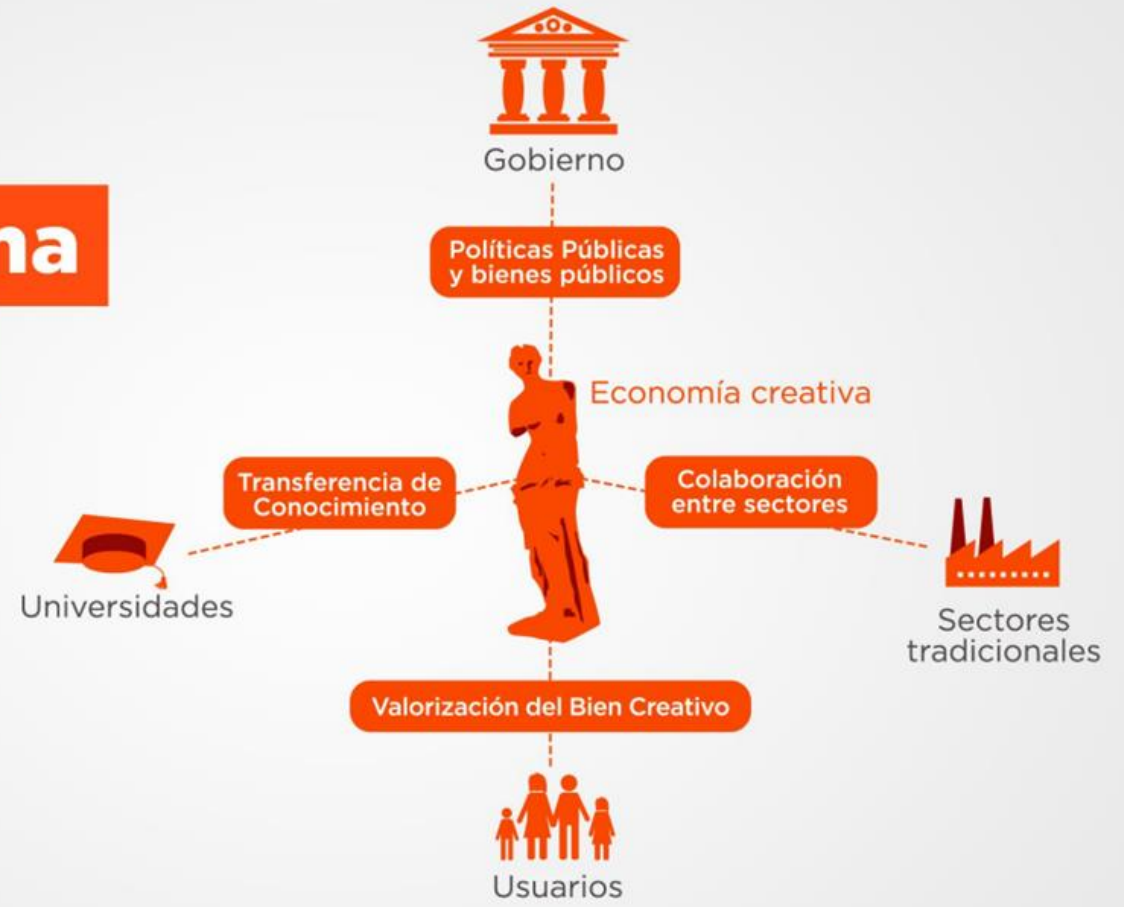 Gobierno
Políticas Públicas
y bienes públicos
Economía creativa
Transferencia de
Conocimiento
Colaboración
entre sectores
Universidades
Sectores
tradicionales
Valorización del Bien Creativo
Usuarios